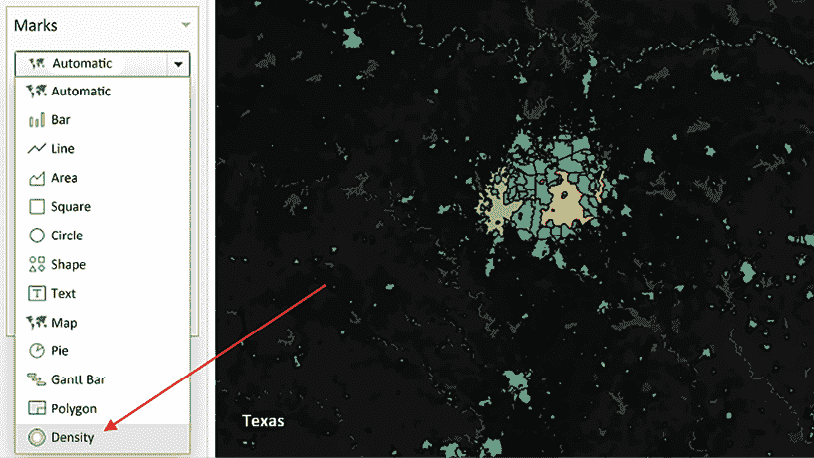 Marks
Automatic
Automatic
Bar
Line
Area
Square
Circle
Shape
Text
Map
Pie
Gantt Bar
Polygon
Density
Texas